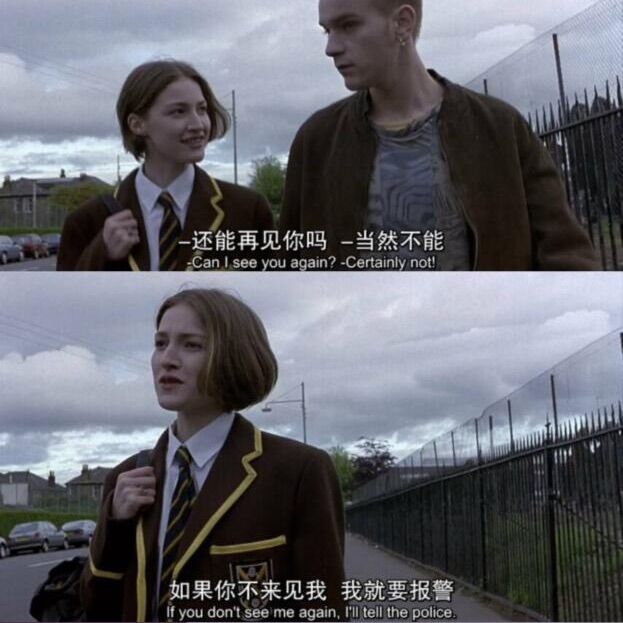 –还能再见你吗 –当然不能
-Can I see you again? -Certainly not!
如果你不来见我 我就要报警
If you don't see me again, I'll tell the police.